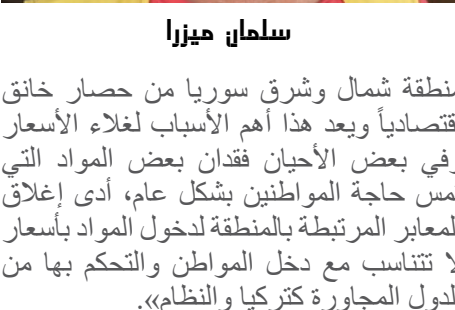 سلمان ميزرا
منطقة شمال وشرق سوريا من حصار خانق
قتصادياً ويعد هذا أهم الأسباب لغلاء الأسعار
وفي بعض الأحيان فقدان بعض المواد التي
تمس حاجة المواطنين بشكل عام، أدى إغلاق
لمعابر المرتبطة بالمنطقة لدخول المواد بأسعار
لا تتناسب مع دخل المواطن والتحكم بها من
لدول المجاورة كتركيا والنظام».